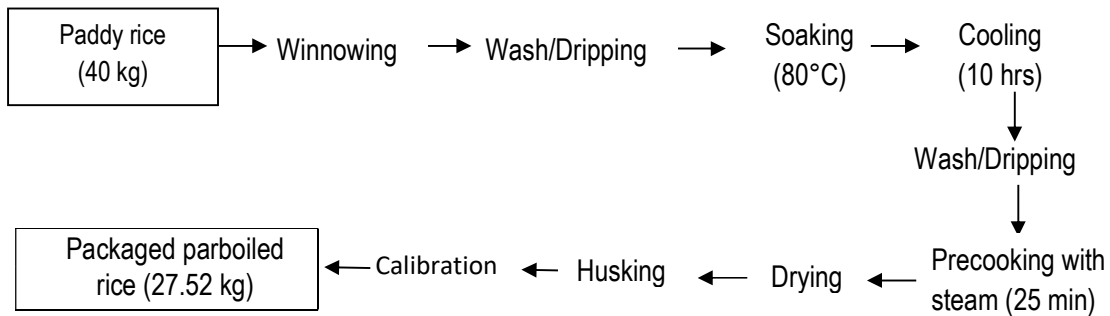 Paddy rice
(40 kg)
Winnowing
Wash/Dripping
Soaking
(80°C)
Cooling
(10 hrs)
Wash/Dripping
Precooking with
steam (25 min)
Drying
Husking
Calibration
Packaged parboiled
rice (27.52 kg)